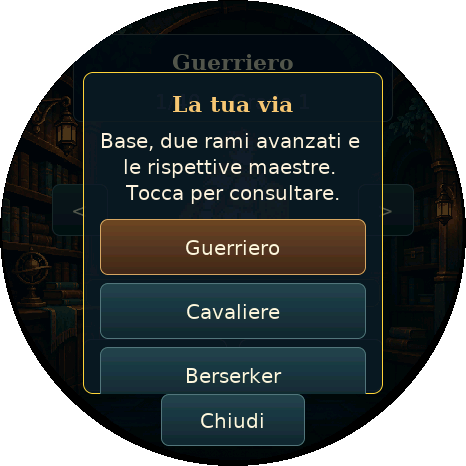 Guerriero
La tua via
Base, due rami avanzati e
le rispettive maestre.
Tocca per consultare.
<
>
Guerriero
Cavaliere
Berserker
Chiudi